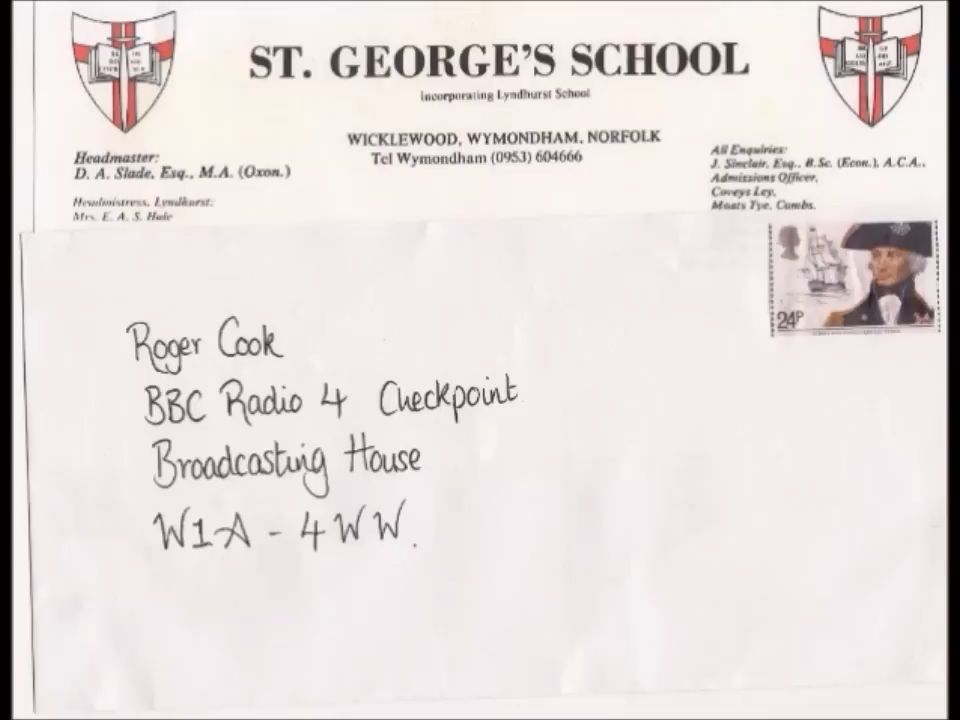 ST. GEORGE'S SCHOOL
incorporating Lyndhurst School
WICKLEWOOD, WYMONDHAM, NORFOLK
Tel Wymondham (0953) 604666
Headmaster:
D. A. Slade, Esq., M.A. (Oxon.)
Headmistress, Lyndhurst:
Mrs. E. A. S. Hale
All Enquiries:
J. Sinclair, Esq., B.Sc. (Econ.), A.C.A.,
Admissions Officer,
Coveys Ley,
Moats Tye, Combs,
24P
Roger Cook
BBC Radio 4 Checkpoint
Broadcasting House
W1A - 4WW.